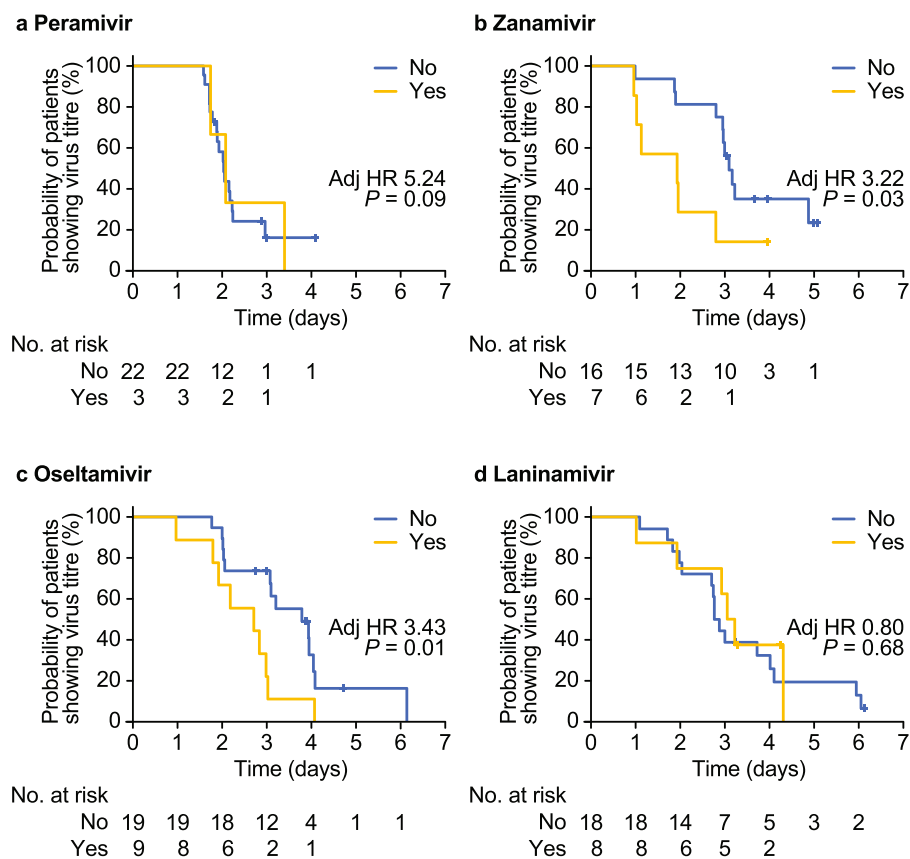 a Peramivir
Probability of patients
showing virus titre (%)
100
80
60
40
20
0
No
Yes
Adj HR 5.24
P = 0.09
0 1 2 3 4 5 6 7
Time (days)
No. at risk
No 22 22 12 1 1
Yes 3 3 2 1
b Zanamivir
Probability of patients
showing virus titre (%)
100
80
60
40
20
0
No
Yes
Adj HR 3.22
P = 0.03
0 1 2 3 4 5 6 7
Time (days)
No. at risk
No 16 15 13 10 3 1
Yes 7 6 2 1
c Oseltamivir
Probability of patients
showing virus titre (%)
100
80
60
40
20
0
No
Yes
Adj HR 3.43
P = 0.01
0 1 2 3 4 5 6 7
Time (days)
No. at risk
No 19 19 18 12 4 1 1
Yes 9 8 6 2 1
d Laninamivir
Probability of patients
showing virus titre (%)
100
80
60
40
20
0
No
Yes
Adj HR 0.80
P = 0.68
0 1 2 3 4 5 6 7
Time (days)
No. at risk
No 18 18 14 7 5 3 2
Yes 8 8 6 5 2